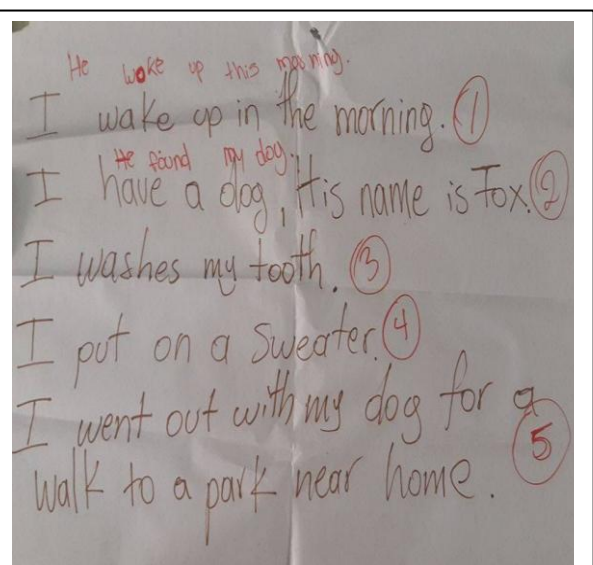 He woke up this morning.
I wake up in the morning. 1
He found my dog.
I have a dog, His name is Fox. 2
I washes my tooth. 3
I put on a Sweater. 4
I went out with my dog for a
walk to a park near home. 5